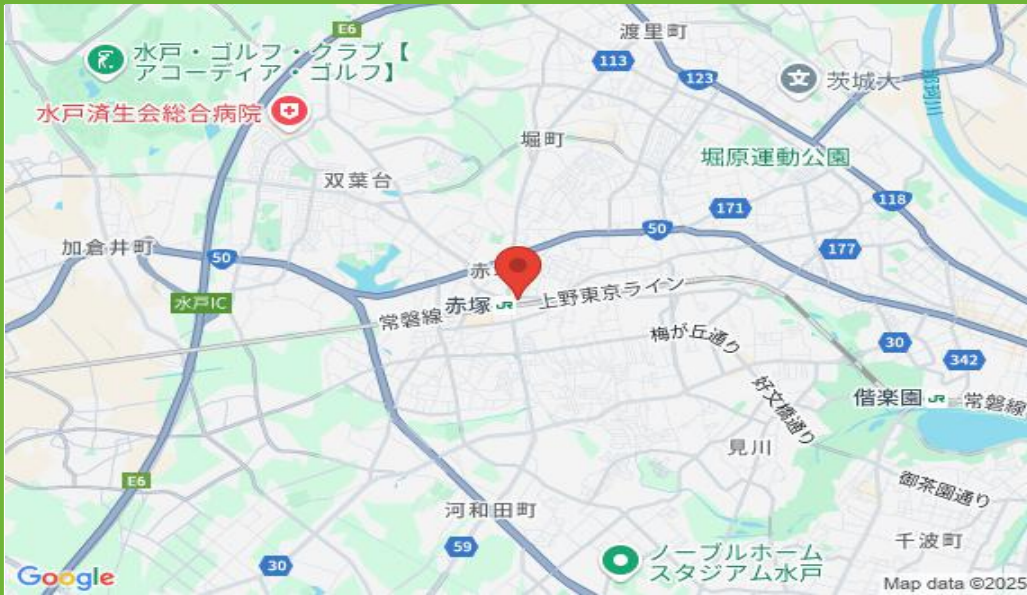 E6
渡里町
水戸・ゴルフ・クラブ【
アコーディア・ゴルフ】
113
123
茨城大
水戸済生会総合病院
堀町
堀原運動公園
双葉台
118
171
50
加倉井町
50
177
赤
水戸IC
赤塚 JR
上野東京ライン
常磐線
梅が丘通り
30
342
好文橋通り
偕楽園 JR
常磐線
見川
E6
御茶園通り
河和田町
59
千波町
30
ノーブルホーム
スタジアム水戸
Google
Map data ©2025